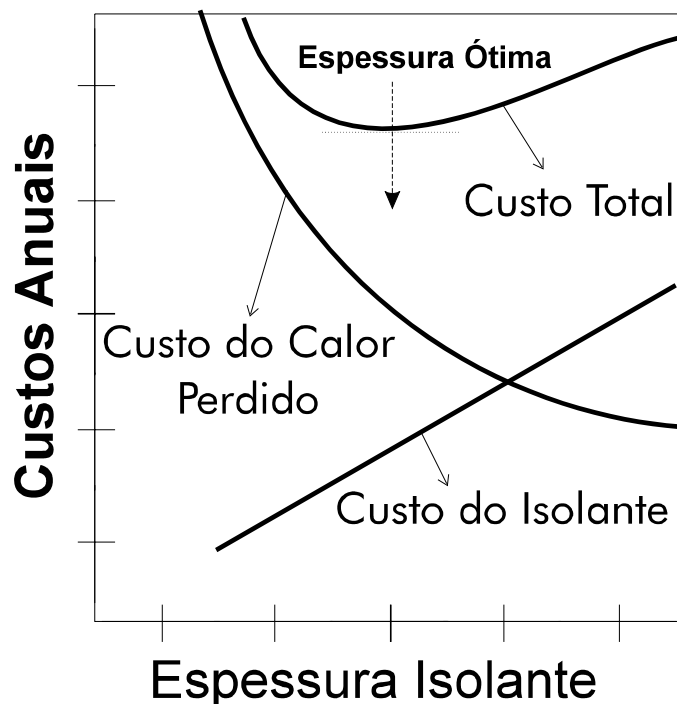 Espessura Ótima
Custo Total
Custos Anuais
Custo do Calor
Perdido
Custo do Isolante
Espessura Isolante